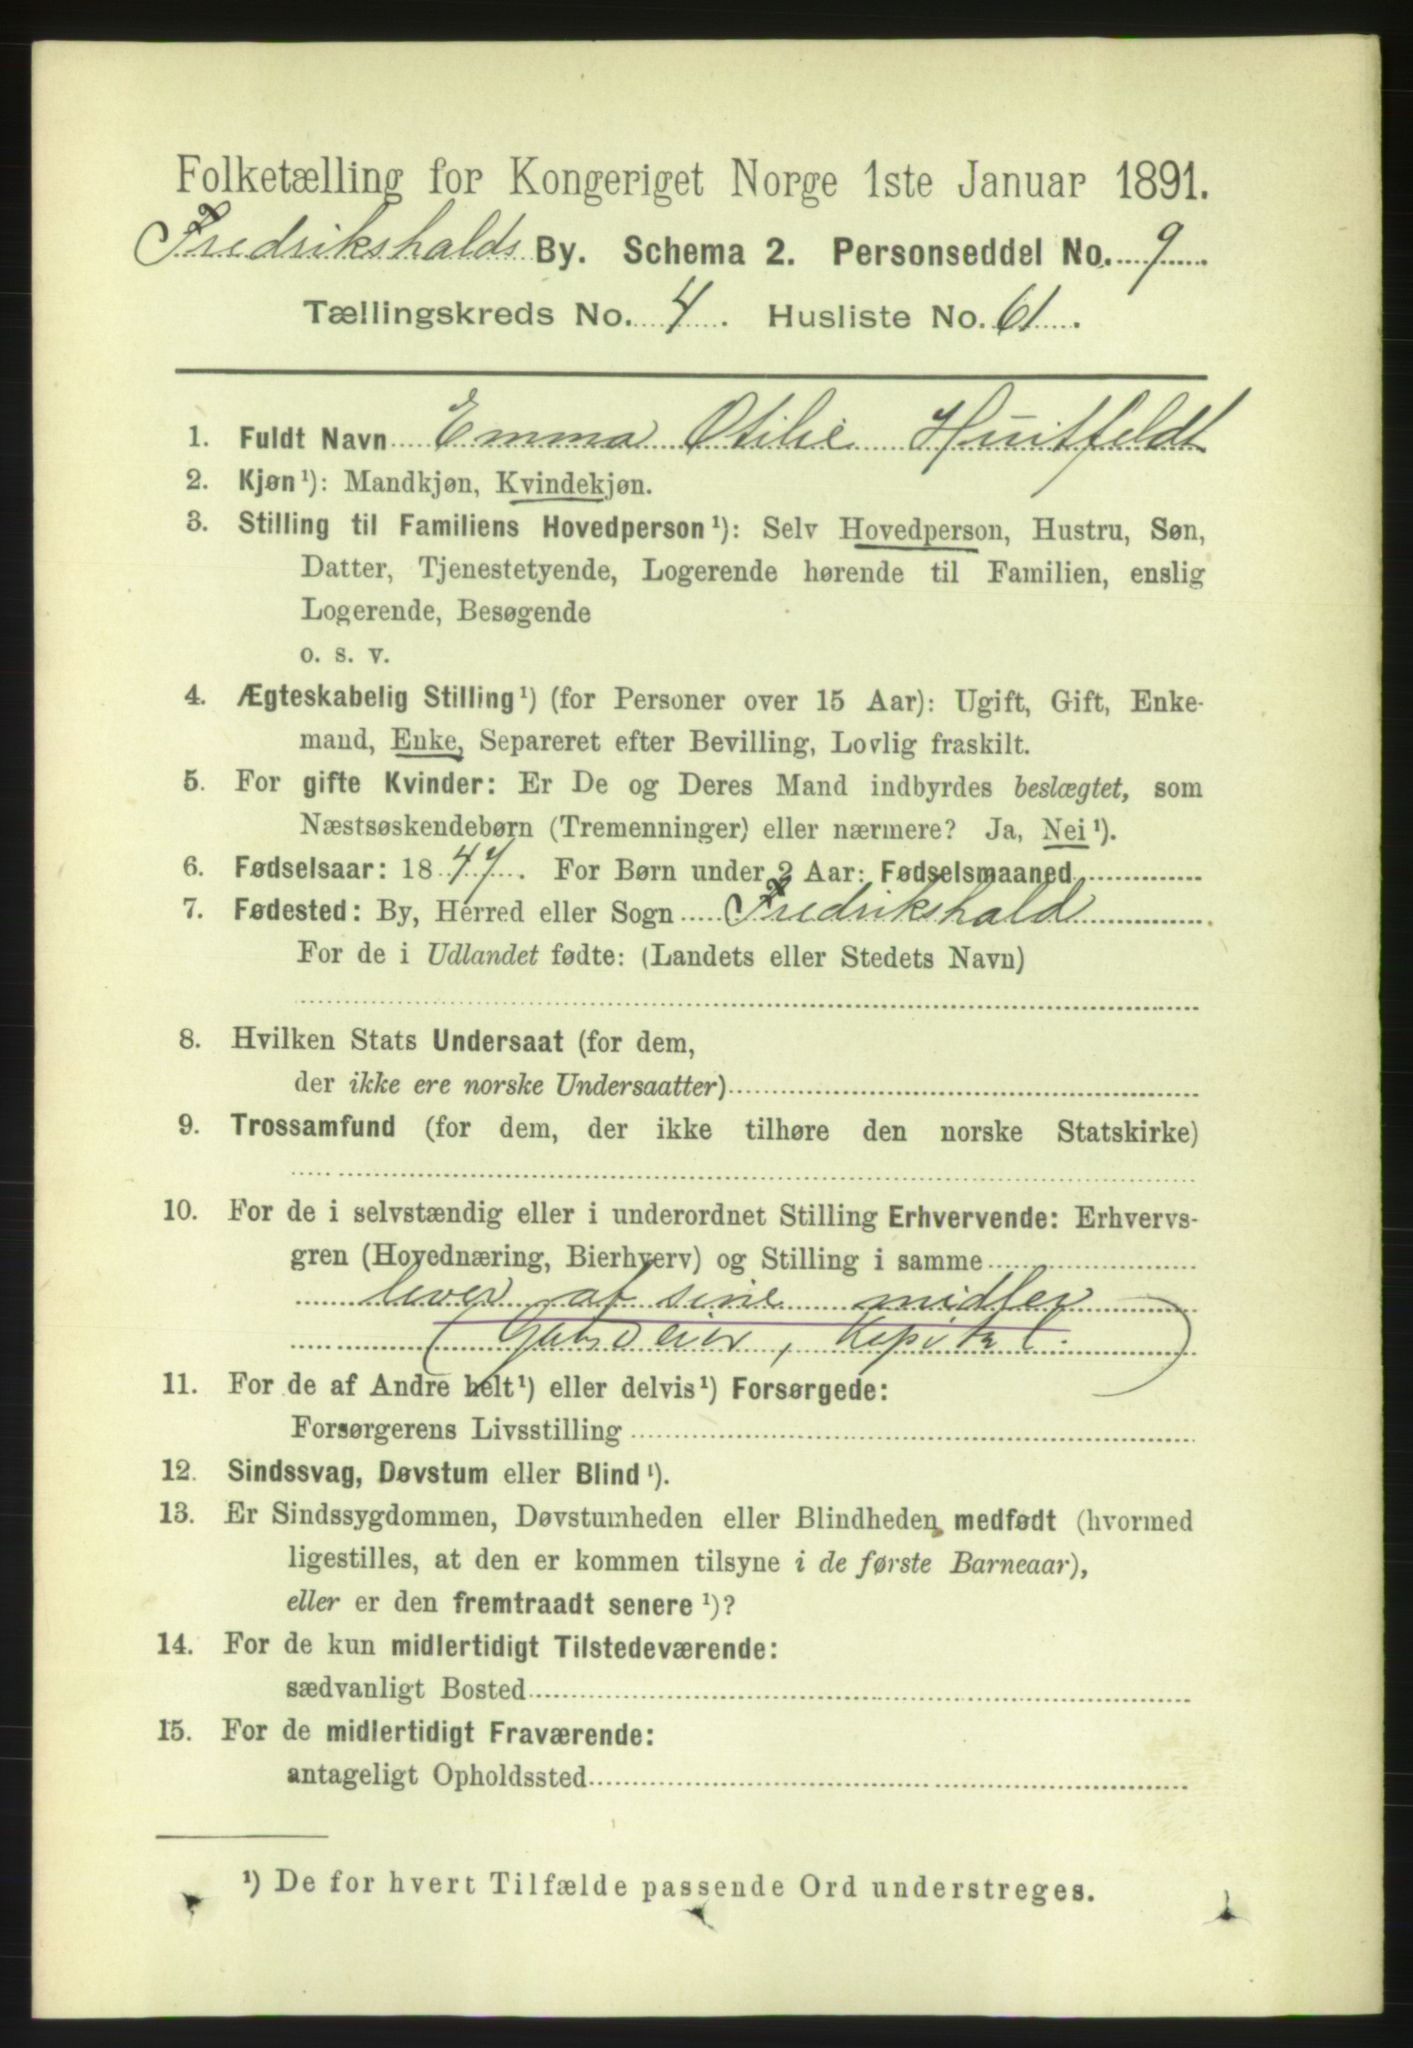 Folketælling for Kongeriget Norge 1ste Januar 1891.
Fredrikshalds By. Schema 2. Personseddel No. 9
Tællingskreds No. 4. Husliste No. 61.
1. Fuldt Navn Emma Otilie Huitfeldt
2. Kjøn¹): Mandkjøn, Kvindekjøn.
3. Stilling til Familiens Hovedperson¹): Selv Hovedperson, Hustru, Søn,
Datter, Tjenestetyende, Logerende hørende til Familien, enslig
Logerende, Besøgende
o. s. v.
4. Ægteskabelig Stilling¹) (for Personer over 15 Aar): Ugift, Gift, Enke-
mand, Enke, Separeret efter Bevilling, Lovlig fraskilt.
5. For gifte Kvinder: Er De og Deres Mand indbyrdes beslægtet, som
Næstsøskendebørn (Tremenninger) eller nærmere? Ja, Nei¹).
6. Fødselsaar: 1847. For Børn under 2 Aar: Fødselsmaaned
7. Fødested: By, Herred eller Sogn Fredrikshald
For de i Udlandet fødte: (Landets eller Stedets Navn)
8. Hvilken Stats Undersaat (for dem,
der ikke ere norske Undersaatter)
9. Trossamfund (for dem, der ikke tilhøre den norske Statskirke)
10. For de i selvstændig eller i underordnet Stilling Erhvervende: Erhvervs-
gren (Hovednæring, Bierhverv) og Stilling i samme
lever af sine midler
(Gaardeier, Kapital.)
11. For de af Andre helt¹) eller delvis¹) Forsørgede:
Forsørgerens Livsstilling
12. Sindssvag, Døvstum eller Blind¹).
13. Er Sindssygdommen, Døvstumheden eller Blindheden medfødt (hvormed
ligestilles, at den er kommen tilsyne i de første Barneaar),
eller er den fremtraadt senere¹)?
14. For de kun midlertidigt Tilstedeværende:
sædvanligt Bosted
15. For de midlertidigt Fraværende:
antageligt Opholdssted
¹) De for hvert Tilfælde passende Ord understreges.